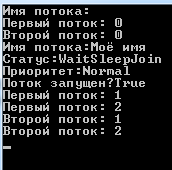 Имя потока:
Первый поток: 0
Второй поток: 0
Имя потока:Моё имя
Статус:WaitSleepJoin
Приоритет:Normal
Поток запущен?True
Первый поток: 1
Первый поток: 2
Второй поток: 1
Второй поток: 2